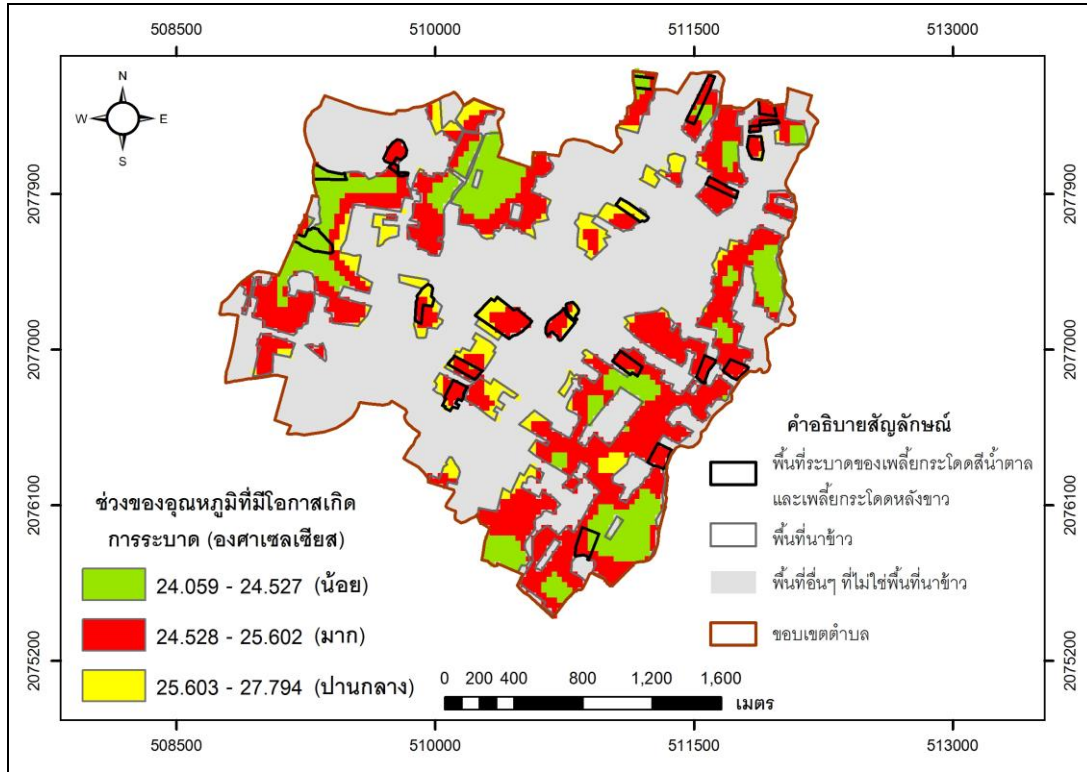 508500
510000
511500
513000
N
W
E
S
2077900
2077900
2077000
2077000
2076100
2076100
2075200
2075200
ช่วงของอุณหภูมิที่มีโอกาสเกิด
การระบาด (องศาเซลเซียส)
24.059 - 24.527 (น้อย)
24.528 - 25.602 (มาก)
25.603 - 27.794 (ปานกลาง)
คำอธิบายสัญลักษณ์
พื้นที่ระบาดของเพลี้ยกระโดดสีน้ำตาล
และเพลี้ยกระโดดหลังขาว
พื้นที่นาข้าว
พื้นที่อื่นๆ ที่ไม่ใช่พื้นที่นาข้าว
ขอบเขตตำบล
0 200 400 800 1,200 1,600
เมตร
508500
510000
511500
513000